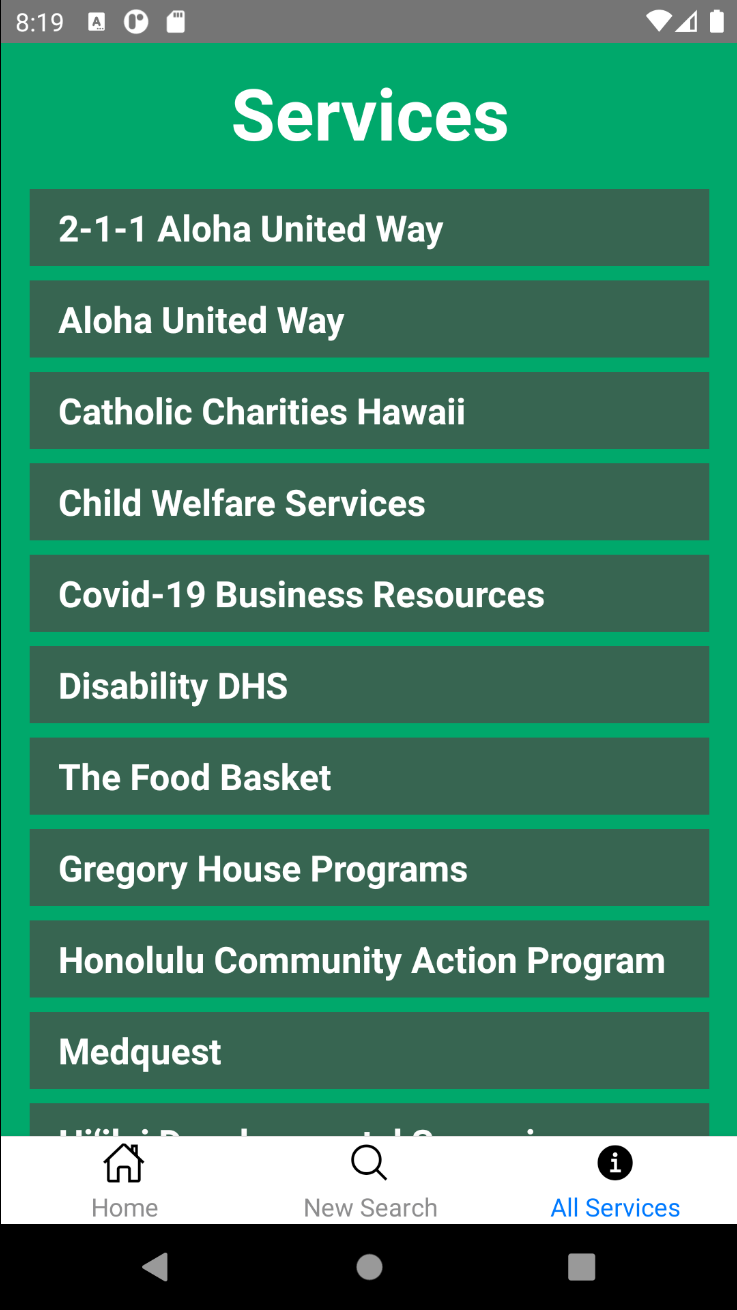 8:19
Services
2-1-1 Aloha United Way
Aloha United Way
Catholic Charities Hawaii
Child Welfare Services
Covid-19 Business Resources
Disability DHS
The Food Basket
Gregory House Programs
Honolulu Community Action Program
Medquest
Home
New Search
All Services